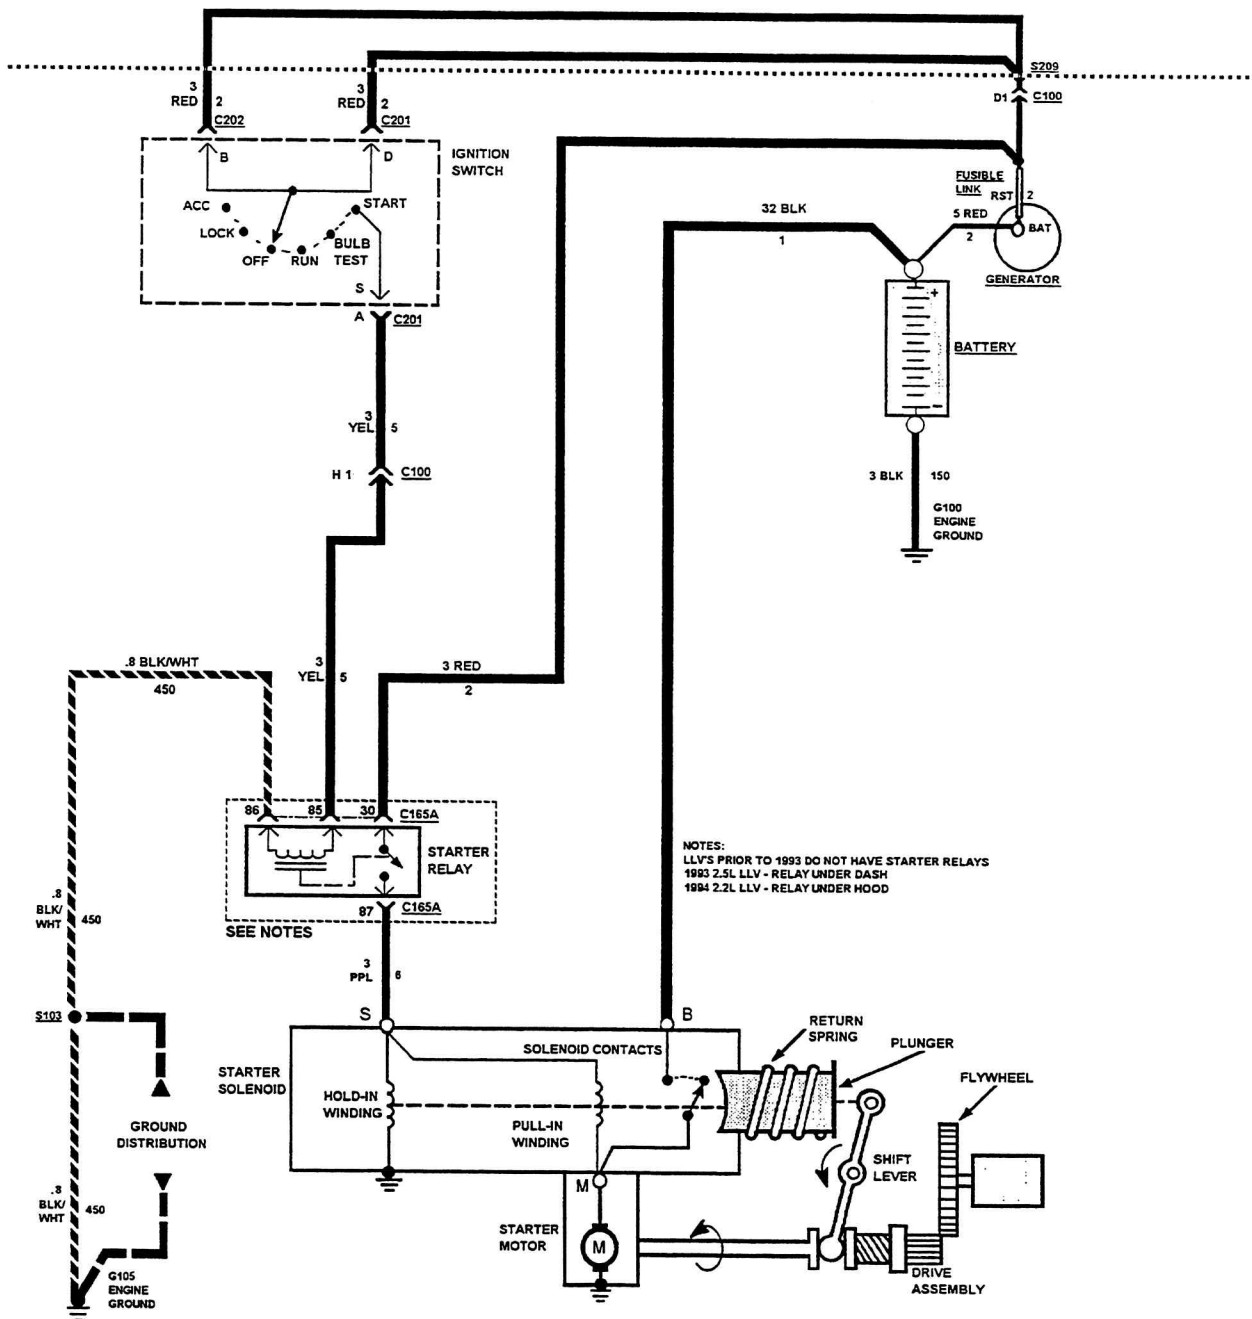 S209
3
RED 2
C202
3
RED 2
C201
D1 C100
B
D
IGNITION
SWITCH
FUSIBLE
LINK
RST 2
ACC
START
32 BLK
1
5 RED
2
BAT
LOCK
BULB
TEST
OFF
RUN
GENERATOR
S
+
A
C201
BATTERY
-
3
YEL 5
H 1
C100
3 BLK 150
G100
ENGINE
GROUND
.8 BLK/WHT
450
3
YEL 5
3 RED
2
86
85
30
C165A
STARTER
RELAY
NOTES:
LLV'S PRIOR TO 1993 DO NOT HAVE STARTER RELAYS
1993 2.5L LLV - RELAY UNDER DASH
1994 2.2L LLV - RELAY UNDER HOOD
.8
BLK/
WHT
450
87
C165A
SEE NOTES
3
PPL 6
S103
S
B
RETURN
SPRING
PLUNGER
SOLENOID CONTACTS
STARTER
SOLENOID
FLYWHEEL
HOLD-IN
WINDING
GROUND
DISTRIBUTION
PULL-IN
WINDING
SHIFT
LEVER
.8
BLK/
WHT
450
M
STARTER
MOTOR
M
G105
ENGINE
GROUND
DRIVE
ASSEMBLY